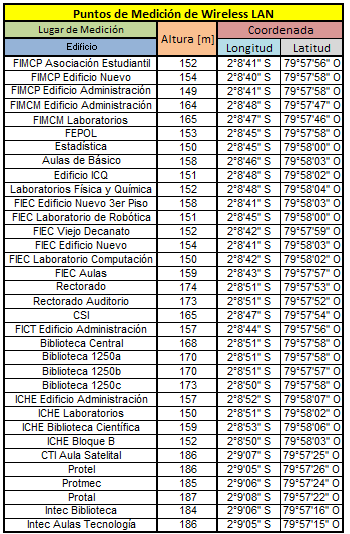 Puntos de Medición de Wireless LAN
Lugar de Medición Altura [m] Coordenada
Edificio Longitud Latitud
FIMCP Asociación Estudiantil 152 2°8'41" S 79°57'56" O
FIMCP Edificio Nuevo 154 2°8'40" S 79°57'58" O
FIMCP Edificio Administración 149 2°8'41" S 79°57'58" O
FIMCM Edificio Administración 164 2°8'48" S 79°57'47" O
FIMCM Laboratorios 165 2°8'47" S 79°57'46" O
FEPOL 153 2°8'45" S 79°57'58" O
Estadística 150 2°8'45" S 79°58'00" O
Aulas de Básico 158 2°8'46" S 79°58'03" O
Edificio ICQ 151 2°8'48" S 79°58'02" O
Laboratorios Física y Química 152 2°8'48" S 79°58'04" O
FIEC Edificio Nuevo 3er Piso 158 2°8'41" S 79°58'03" O
FIEC Laboratorio de Robótica 151 2°8'45" S 79°58'00" O
FIEC Viejo Decanato 152 2°8'42" S 79°57'59" O
FIEC Edificio Nuevo 154 2°8'41" S 79°58'03" O
FIEC Laboratorio Computación 150 2°8'42" S 79°58'02" O
FIEC Aulas 159 2°8'43" S 79°57'57" O
Rectorado 174 2°8'51" S 79°57'53" O
Rectorado Auditorio 173 2°8'51" S 79°57'52" O
CSI 165 2°8'47" S 79°57'54" O
FICT Edificio Administración 157 2°8'44" S 79°57'56" O
Biblioteca Central 168 2°8'51" S 79°57'58" O
Biblioteca 1250a 170 2°8'51" S 79°57'58" O
Biblioteca 1250b 170 2°8'51" S 79°57'57" O
Biblioteca 1250c 173 2°8'50" S 79°57'58" O
ICHE Edificio Administración 157 2°8'52" S 79°58'07" O
ICHE Laboratorios 150 2°8'51" S 79°58'02" O
ICHE Biblioteca Científica 159 2°8'53" S 79°58'06" O
ICHE Bloque B 152 2°8'50" S 79°58'03" O
CTI Aula Satelital 186 2°9'07" S 79°57'25" O
Protel 186 2°9'05" S 79°57'26" O
Protmec 185 2°9'06" S 79°57'24" O
Protal 187 2°9'08" S 79°57'22" O
Intec Biblioteca 184 2°9'06" S 79°57'16" O
Intec Aulas Tecnología 186 2°9'05" S 79°57'15" O